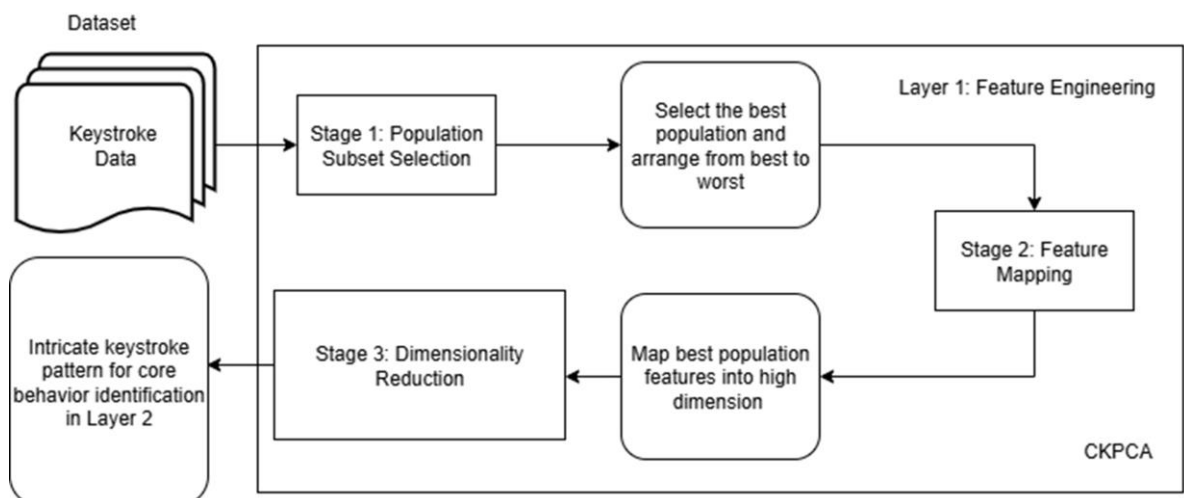 Dataset
Keystroke
Data
Stage 1: Population
Subset Selection
Select the best
population and
arrange from best to
worst
Layer 1: Feature Engineering
Stage 2: Feature
Mapping
Map best population
features into high
dimension
Stage 3: Dimensionality
Reduction
Intricate keystroke
pattern for core
behavior identification
in Layer 2
CKPCA